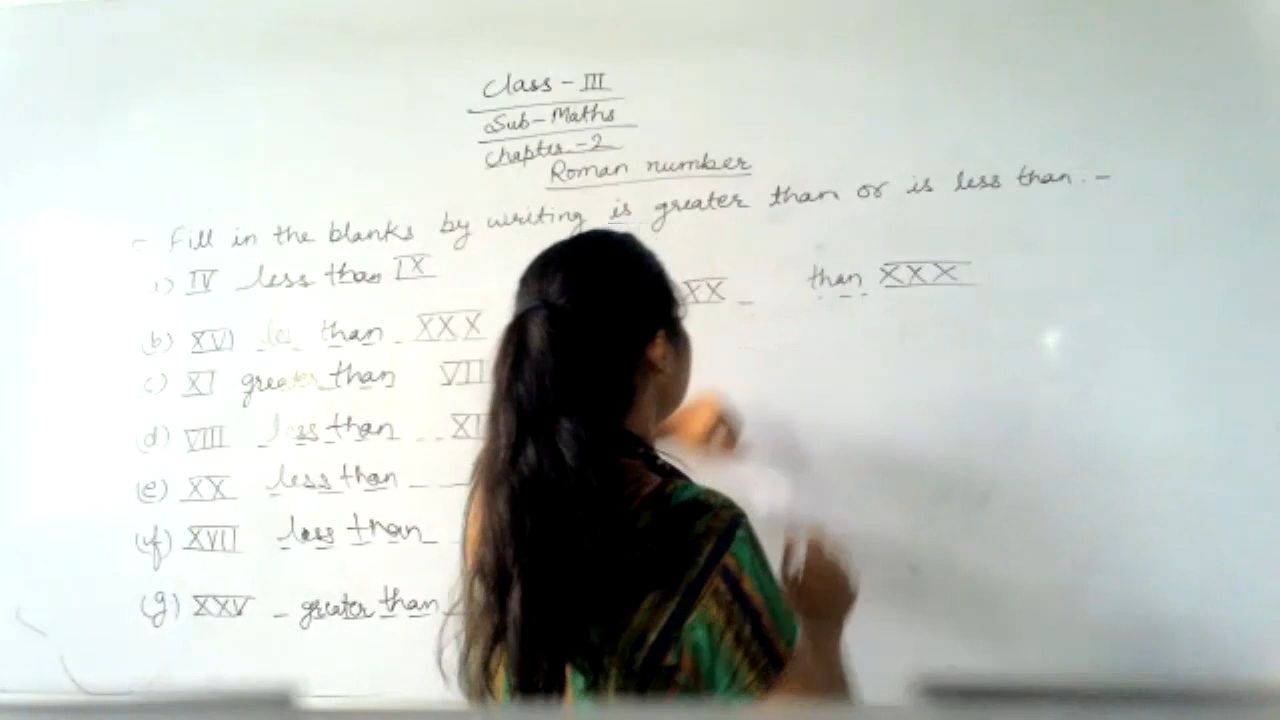 Class - III
Sub - Maths
Chapter - 2
Roman number
- Fill in the blanks by writing is greater than or is less than. -
1) IV less than IX
(b) XVI les than XXX
c) XI greater than VII
(d) VIII less than XI
(e) XX less than
(f) XVII less than
(g) XXV greater than
XX than XXX